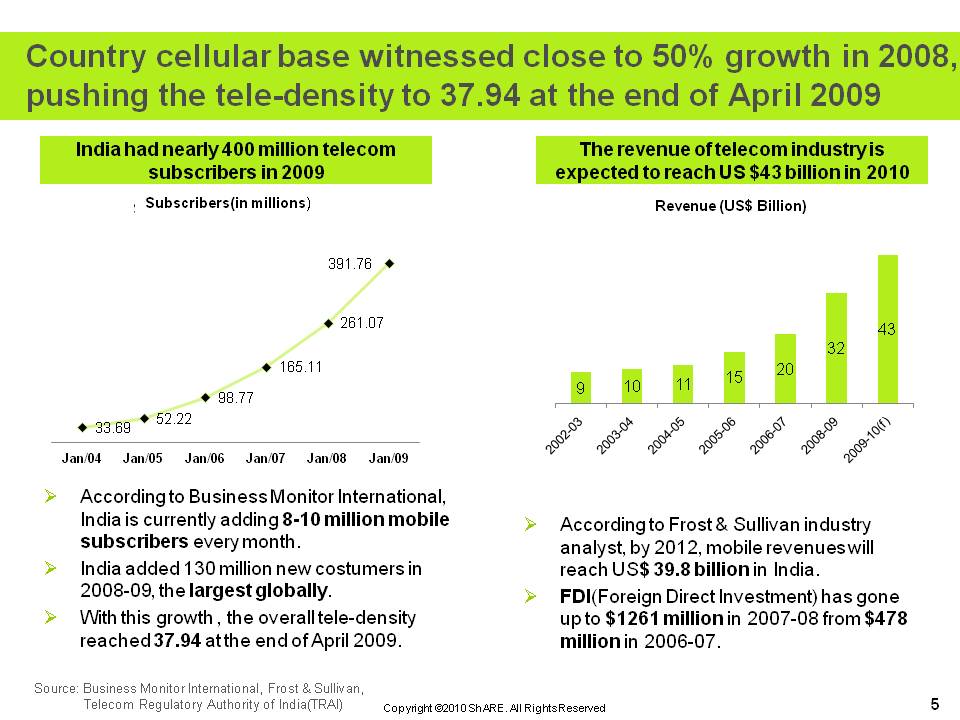 Country cellular base witnessed close to 50% growth in 2008,
pushing the tele-density to 37.94 at the end of April 2009
India had nearly 400 million telecom
subscribers in 2009
Subscribers(in millions)
391.76
261.07
165.11
98.77
52.22
33.69
Jan/04 Jan/05 Jan/06 Jan/07 Jan/08 Jan/09
➢ According to Business Monitor International,
India is currently adding 8-10 million mobile
subscribers every month.
➢ India added 130 million new costumers in
2008-09, the largest globally.
➢ With this growth , the overall tele-density
reached 37.94 at the end of April 2009.
The revenue of telecom industry is
expected to reach US $43 billion in 2010
Revenue (US$ Billion)
9 10 11 15 20 32 43
2002-03 2003-04 2004-05 2005-06 2006-07 2008-09 2009-10(f)
➢ According to Frost & Sullivan industry
analyst, by 2012, mobile revenues will
reach US$ 39.8 billion in India.
➢ FDI(Foreign Direct Investment) has gone
up to $1261 million in 2007-08 from $478
million in 2006-07.
Source: Business Monitor International, Frost & Sullivan,
Telecom Regulatory Authority of India(TRAI)
Copyright ©2010 ShARE. All Rights Reserved
5